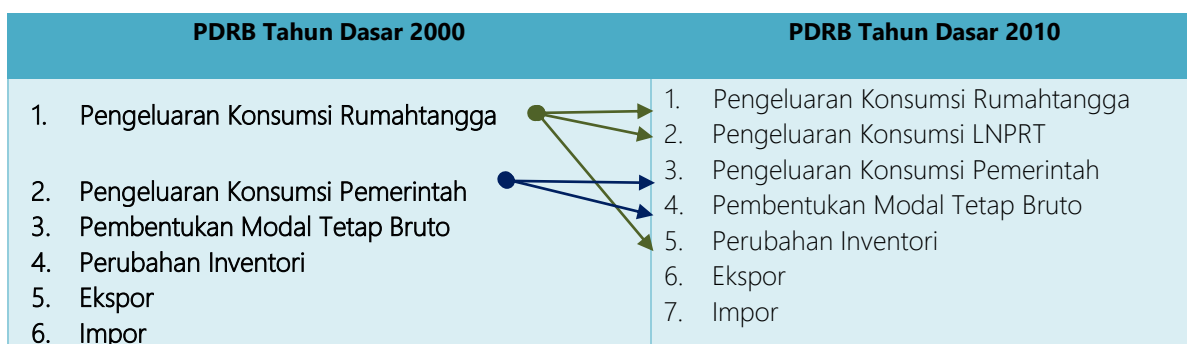 PDRB Tahun Dasar 2000
1. Pengeluaran Konsumsi Rumahtangga
2. Pengeluaran Konsumsi Pemerintah
3. Pembentukan Modal Tetap Bruto
4. Perubahan Inventori
5. Ekspor
6. Impor
PDRB Tahun Dasar 2010
1. Pengeluaran Konsumsi Rumahtangga
2. Pengeluaran Konsumsi LNPRT
3. Pengeluaran Konsumsi Pemerintah
4. Pembentukan Modal Tetap Bruto
5. Perubahan Inventori
6. Ekspor
7. Impor